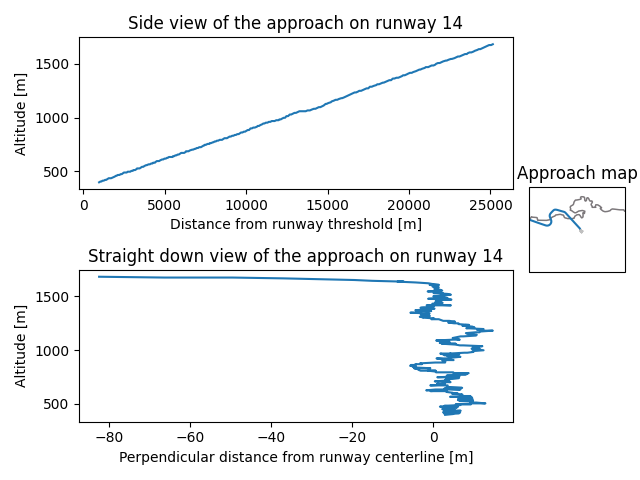 Side view of the approach on runway 14
1500
1000
500
Altitude [m]
0 5000 10000 15000 20000 25000
Distance from runway threshold [m]
Approach map
Straight down view of the approach on runway 14
1500
1000
500
Altitude [m]
−80 −60 −40 −20 0
Perpendicular distance from runway centerline [m]